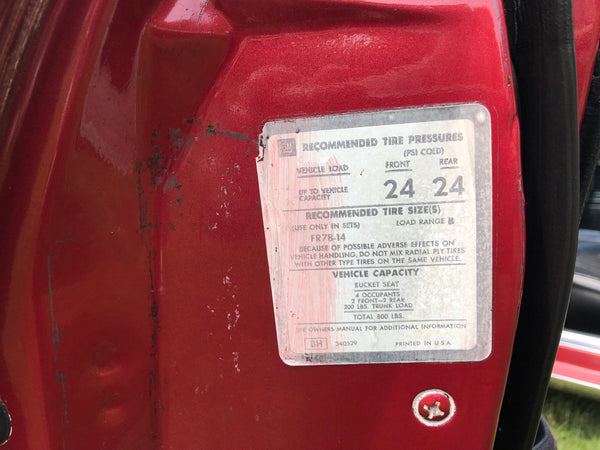 GM RECOMMENDED TIRE PRESSURES
(PSI COLD)
VEHICLE LOAD FRONT REAR
UP TO VEHICLE
CAPACITY 24 24
RECOMMENDED TIRE SIZE(S)
(USE ONLY IN SETS) LOAD RANGE B
FR78-14
BECAUSE OF POSSIBLE ADVERSE EFFECTS ON
VEHICLE HANDLING, DO NOT MIX RADIAL PLY TIRES
WITH OTHER TYPE TIRES ON THE SAME VEHICLE.
VEHICLE CAPACITY
BUCKET SEAT
4 OCCUPANTS
2 FRONT—2 REAR
200 LBS. TRUNK LOAD
TOTAL 800 LBS.
SEE OWNERS MANUAL FOR ADDITIONAL INFORMATION
BH 340529 PRINTED IN U.S.A.